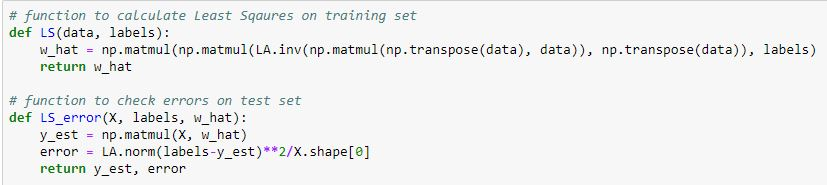 # function to calculate Least Sqaures on training set
def LS(data, labels):
    w_hat = np.matmul(np.matmul(LA.inv(np.matmul(np.transpose(data), data)), np.transpose(data)), labels)
    return w_hat

# function to check errors on test set
def LS_error(X, labels, w_hat):
    y_est = np.matmul(X, w_hat)
    error = LA.norm(labels-y_est)**2/X.shape[0]
    return y_est, error